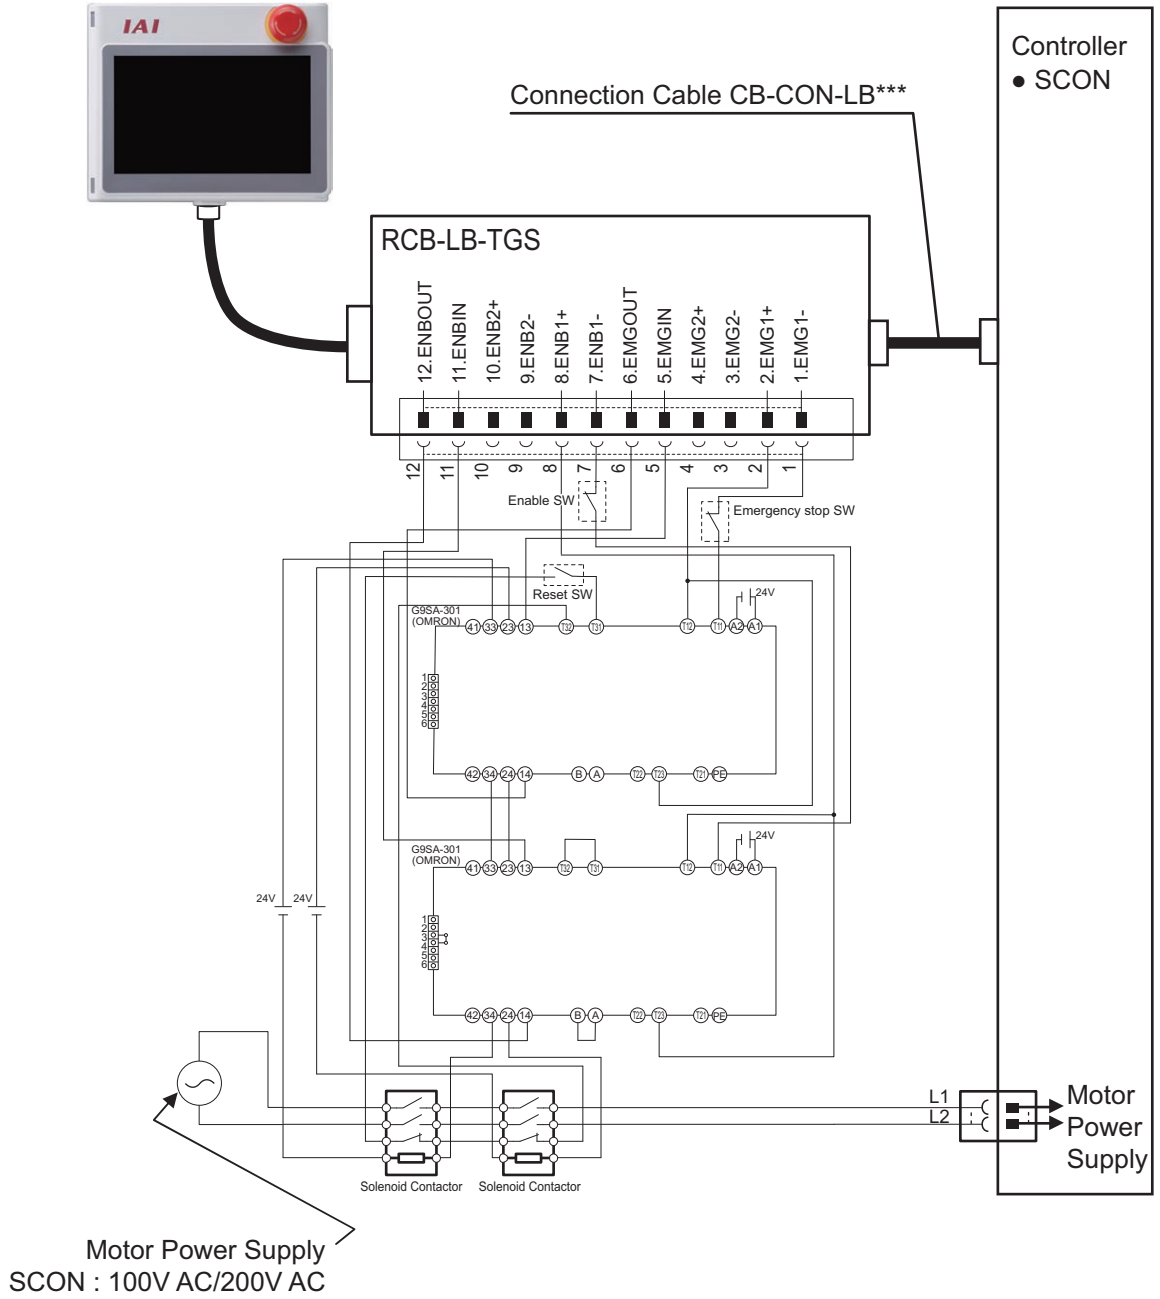 IAI
Controller
● SCON
Connection Cable CB-CON-LB***
RCB-LB-TGS
12.ENBOUT
11.ENBIN
10.ENB2+
9.ENB2-
8.ENB1+
7.ENB1-
6.EMGOUT
5.EMGIN
4.EMG2+
3.EMG2-
2.EMG1+
1.EMG1-
12 11 10 9 8 7 6 5 4 3 2 1
Enable SW
Emergency stop SW
Reset SW
24V
G9SA-301
(OMRON)
41 33 23 13 T32 T31 T12 T11 A2 A1
1
2
3
4
5
6
42 34 24 14 B A T22 T23 T21 PE
24V
G9SA-301
(OMRON)
41 33 23 13 T32 T31 T12 T11 A2 A1
24V 24V
1
2
3
4
5
6
42 34 24 14 B A T22 T23 T21 PE
L1
L2
Motor
Power
Supply
Solenoid Contactor Solenoid Contactor
Motor Power Supply
SCON : 100V AC/200V AC